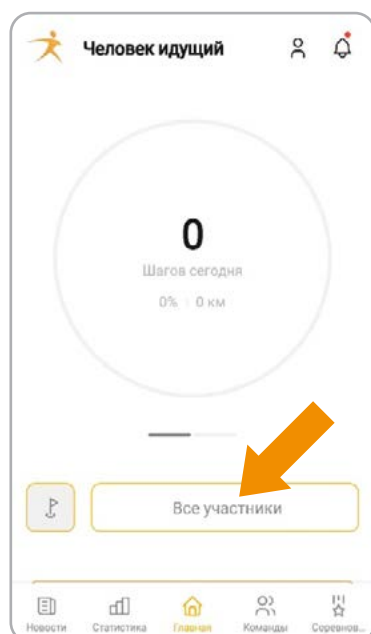 Человек идущий
0
Шагов сегодня
0% 0 км
Все участники
Новости Статистика Главная Команды Соревнов...